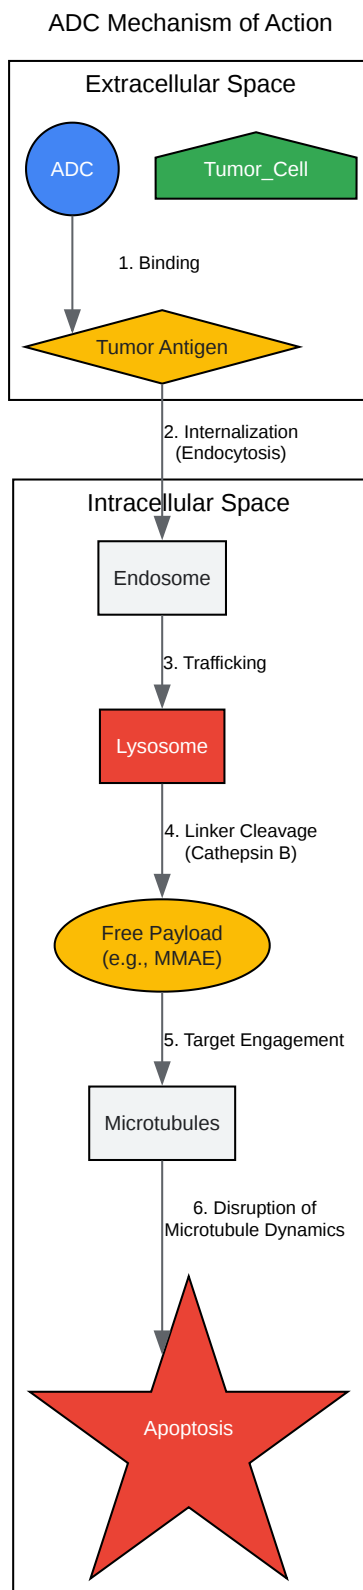 ADC Mechanism of Action
Extracellular Space
ADC
Tumor_Cell
1. Binding
Tumor Antigen
2. Internalization
(Endocytosis)
Intracellular Space
Endosome
3. Trafficking
Lysosome
4. Linker Cleavage
(Cathepsin B)
Free Payload
(e.g., MMAE)
5. Target Engagement
Microtubules
6. Disruption of
Microtubule Dynamics
Apoptosis